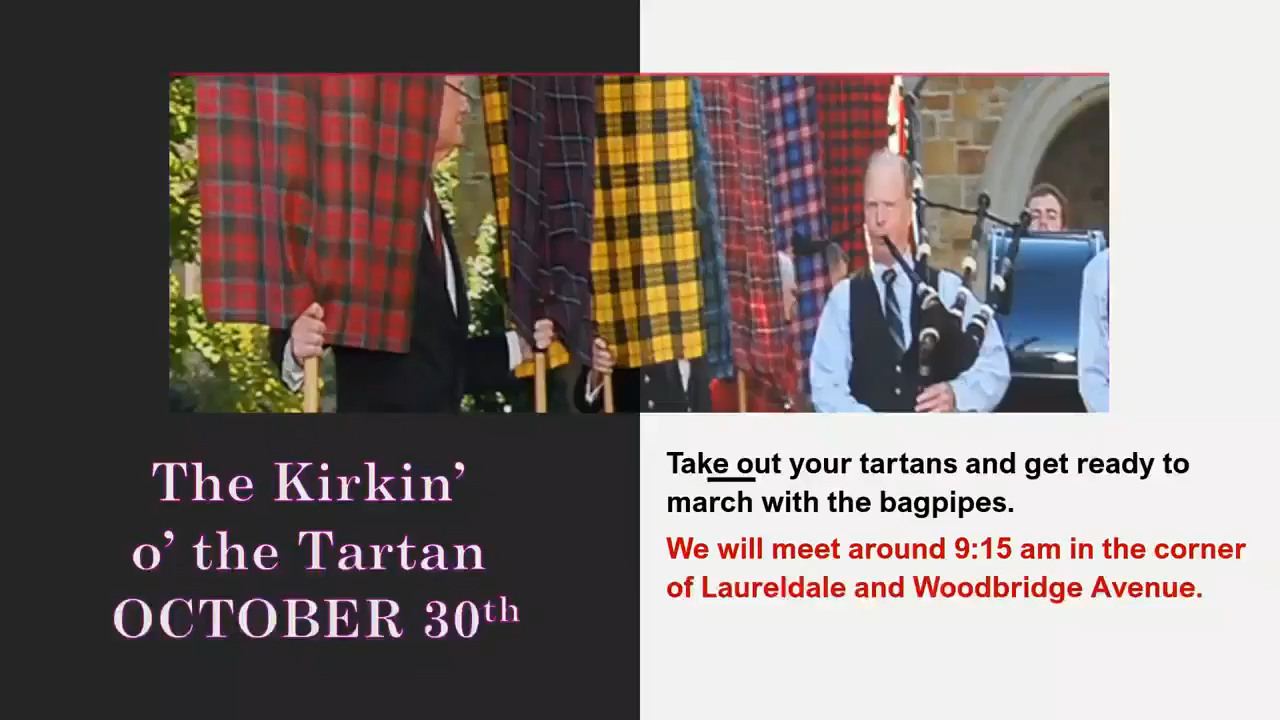 The Kirkin'
o' the Tartan
OCTOBER 30th
Take out your tartans and get ready to
march with the bagpipes.
We will meet around 9:15 am in the corner
of Laureldale and Woodbridge Avenue.